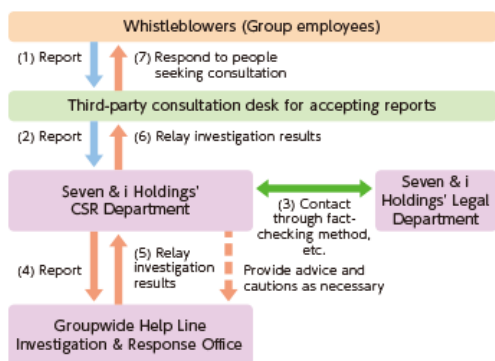 Whistleblowers (Group employees)
(1) Report
(7) Respond to people
seeking consultation
Third-party consultation desk for accepting reports
(2) Report
(6) Relay investigation results
Seven & i Holdings'
CSR Department
(3) Contact
through fact-
checking method,
etc.
Seven & i
Holdings' Legal
Department
(4) Report
(5) Relay
investigation
results
Provide advice and
cautions as necessary
Groupwide Help Line
Investigation & Response Office